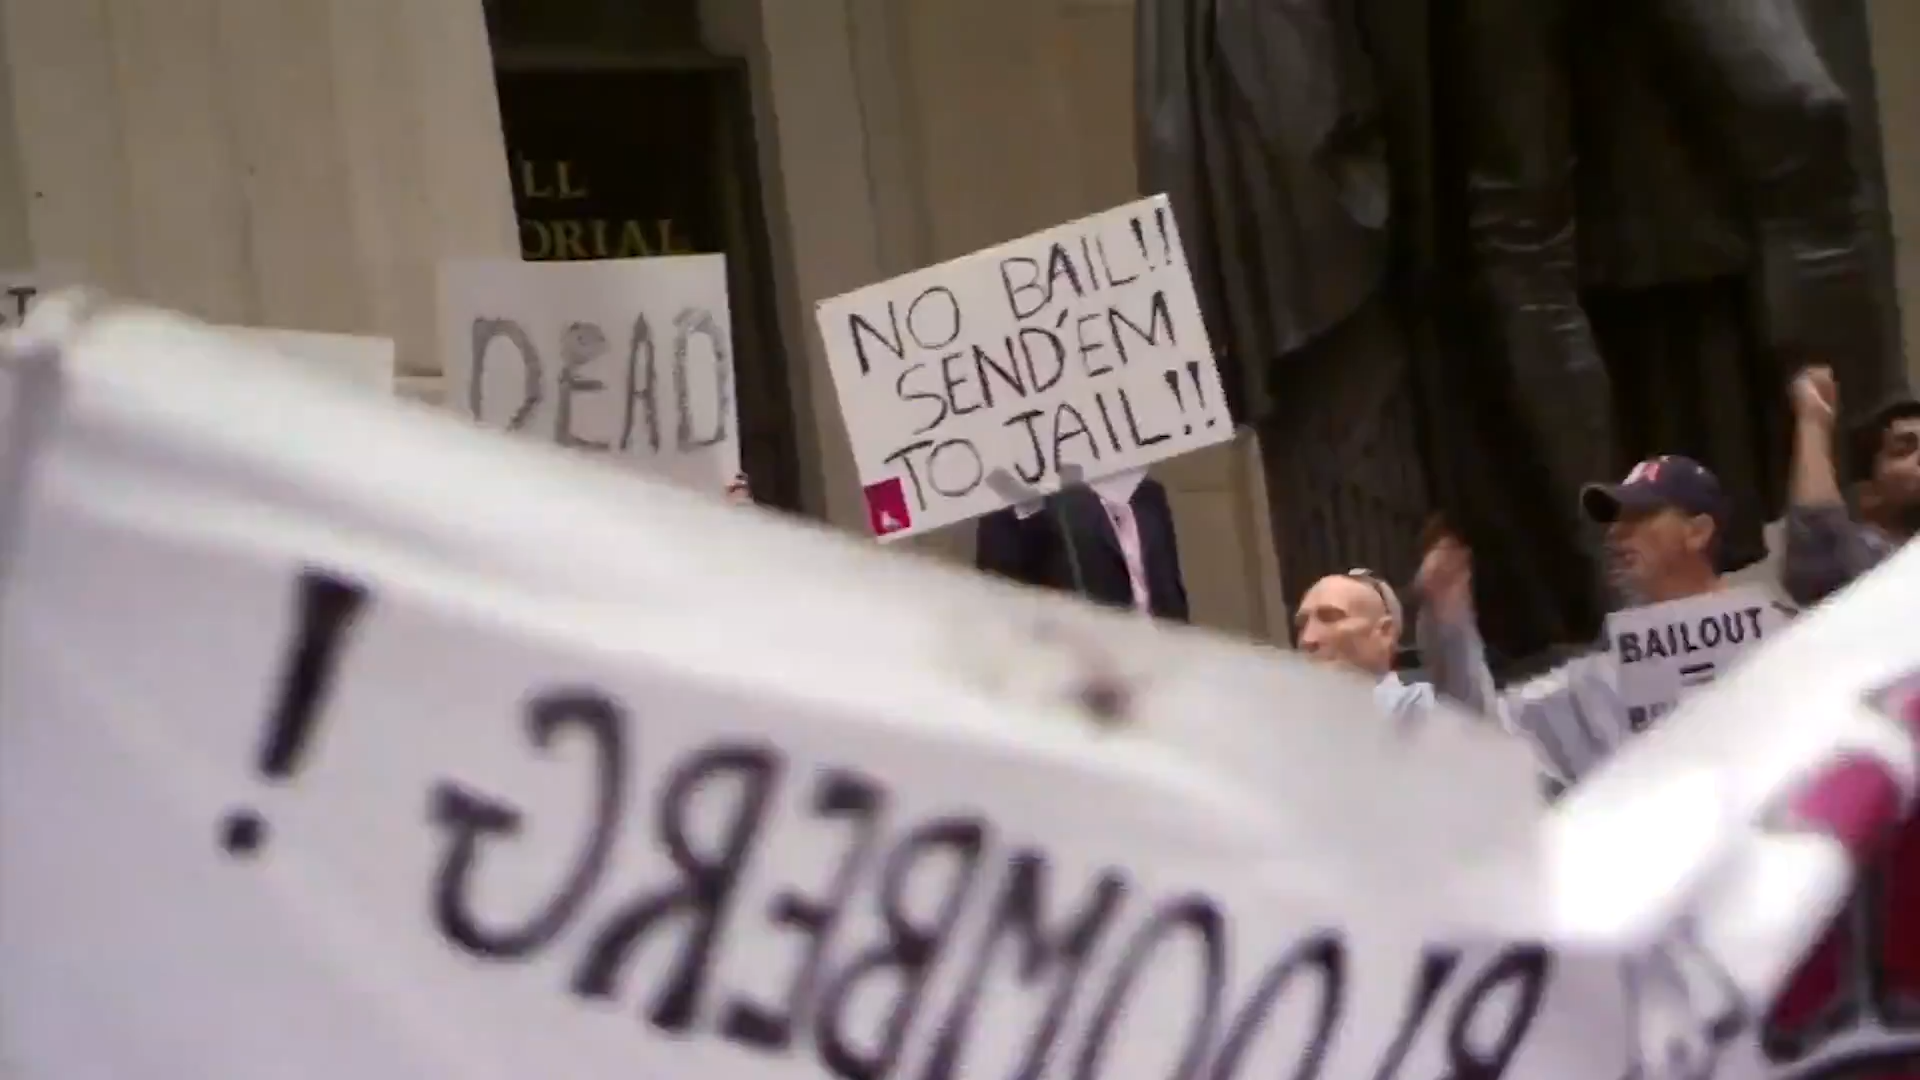 LL
ORIAL
T
DEAD
NO BAIL!!
SEND'EM
TO JAIL!!
BAILOUT
=
BLOOMBERG!